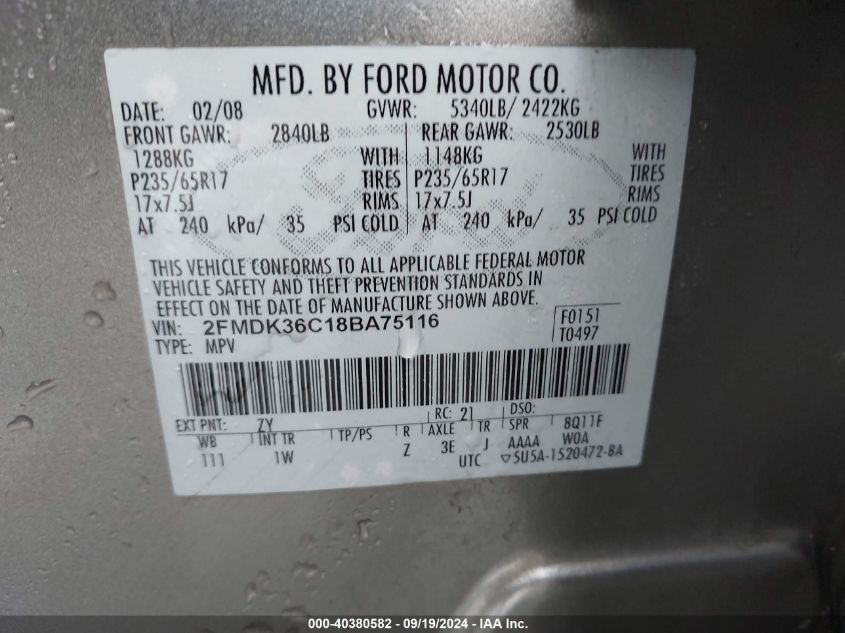 MFD. BY FORD MOTOR CO.
DATE: 02/08 GVWR: 5340LB/ 2422KG
FRONT GAWR: 2840LB REAR GAWR: 2530LB
1288KG WITH 1148KG WITH
P235/65R17 TIRES P235/65R17 TIRES
17x7.5J RIMS 17x7.5J RIMS
AT 240 kPa/ 35 PSI COLD AT 240 kPa/ 35 PSI COLD
THIS VEHICLE CONFORMS TO ALL APPLICABLE FEDERAL MOTOR
VEHICLE SAFETY AND THEFT PREVENTION STANDARDS IN
EFFECT ON THE DATE OF MANUFACTURE SHOWN ABOVE.
VIN: 2FMDK36C18BA75116 F0151
TYPE: MPV T0497
EXT PNT: ZY RC: 21 DSO:
WB INT TR TP/PS R AXLE TR SPR 8Q11F
111 1W Z 3E J AAAA W0A
UTC ▽5U5A-1520472-BA
000-40380582 - 09/19/2024 - IAA Inc.